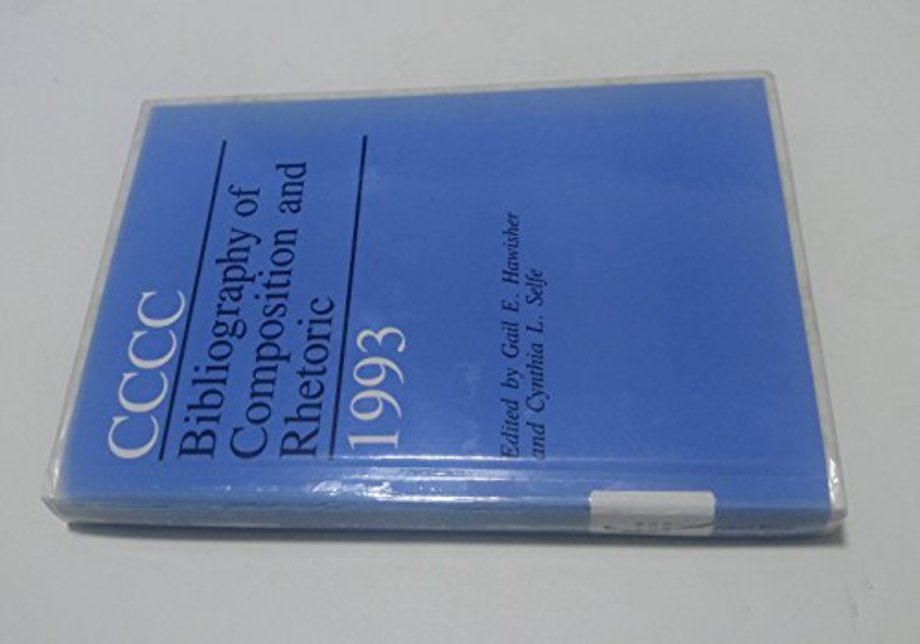 CCCC
Bibliography of
Composition and
Rhetoric
1993
Edited by Gail E. Hawisher
and Cynthia L. Selfe